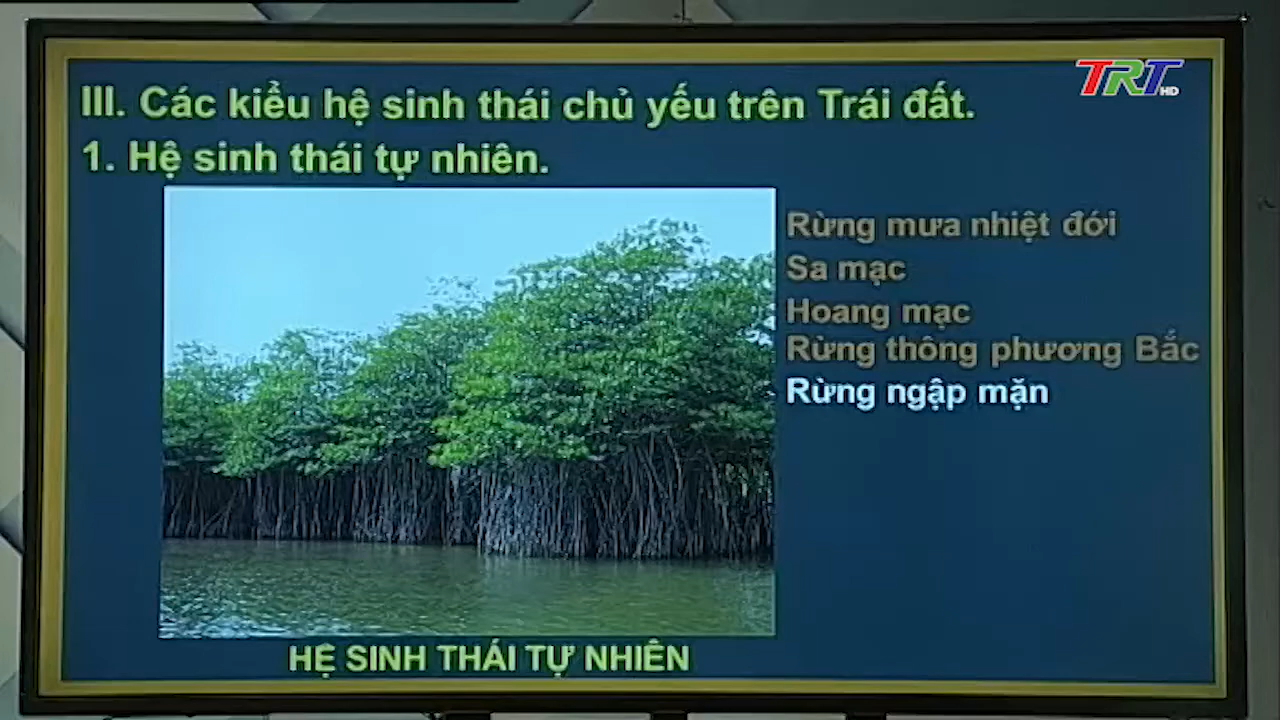 TRT HD
III. Các kiểu hệ sinh thái chủ yếu trên Trái đất.
1. Hệ sinh thái tự nhiên.
Rừng mưa nhiệt đới
Sa mạc
Hoang mạc
Rừng thông phương Bắc
Rừng ngập mặn
HỆ SINH THÁI TỰ NHIÊN